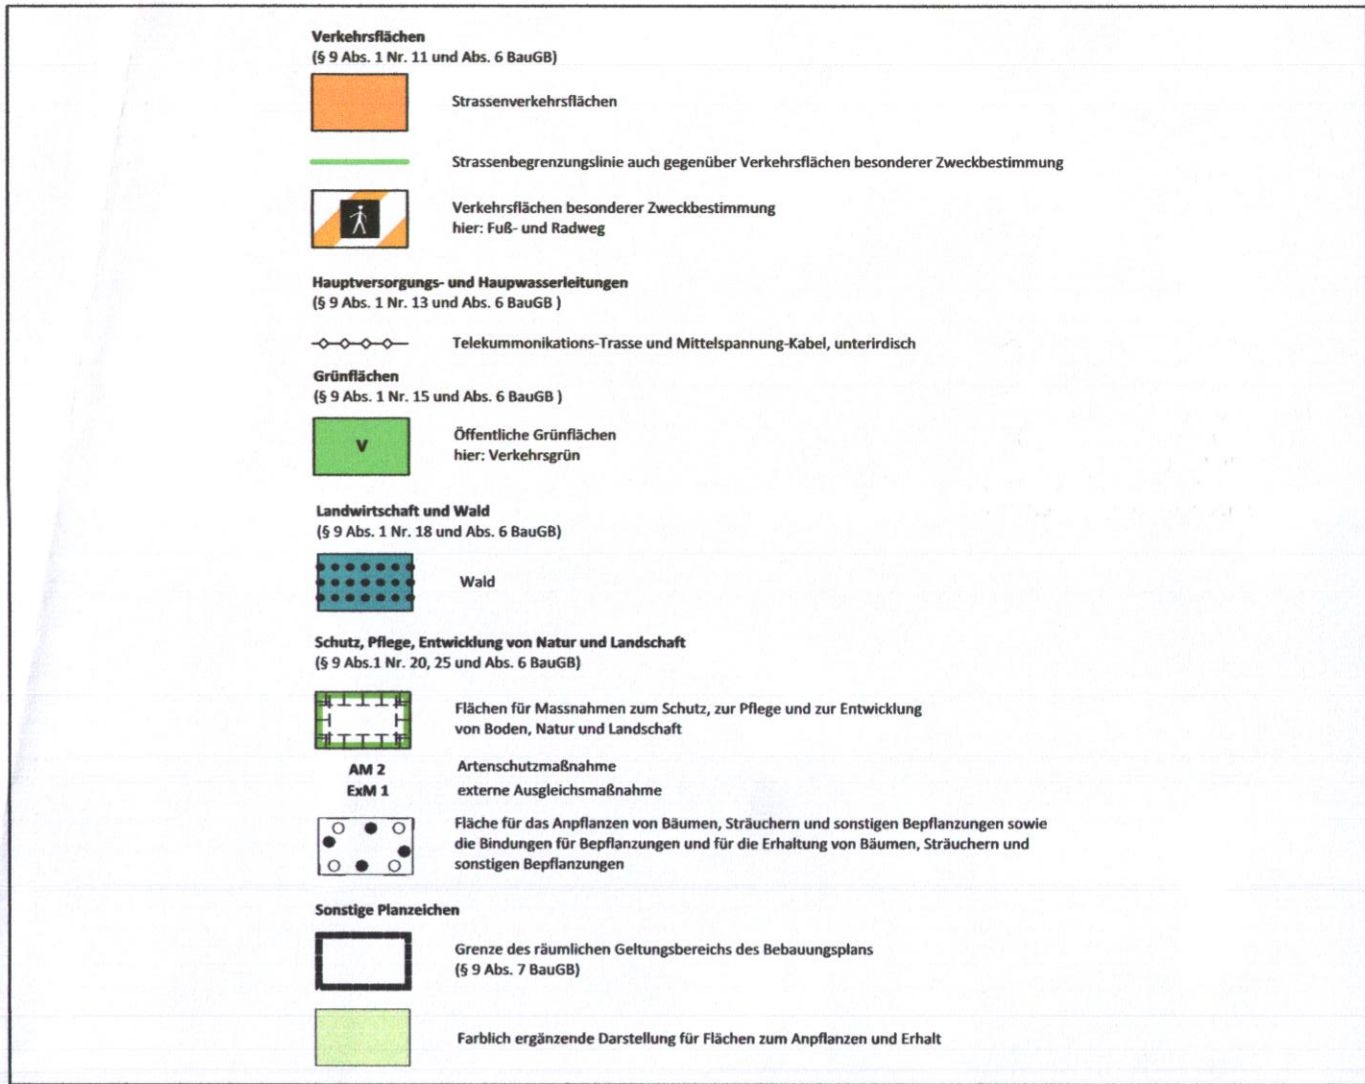 Verkehrsflächen
(§ 9 Abs. 1 Nr. 11 und Abs. 6 BauGB)
Strassenverkehrsflächen
Strassenbegrenzungslinie auch gegenüber Verkehrsflächen besonderer Zweckbestimmung
Verkehrsflächen besonderer Zweckbestimmung
hier: Fuß- und Radweg
Hauptversorgungs- und Haupwasserleitungen
(§ 9 Abs. 1 Nr. 13 und Abs. 6 BauGB )
Telekummonikations-Trasse und Mittelspannung-Kabel, unterirdisch
Grünflächen
(§ 9 Abs. 1 Nr. 15 und Abs. 6 BauGB )
V
Öffentliche Grünflächen
hier: Verkehrsgrün
Landwirtschaft und Wald
(§ 9 Abs. 1 Nr. 18 und Abs. 6 BauGB)
Wald
Schutz, Pflege, Entwicklung von Natur und Landschaft
(§ 9 Abs.1 Nr. 20, 25 und Abs. 6 BauGB)
Flächen für Massnahmen zum Schutz, zur Pflege und zur Entwicklung
von Boden, Natur und Landschaft
AM 2 Artenschutzmaßnahme
ExM 1 externe Ausgleichsmaßnahme
Fläche für das Anpflanzen von Bäumen, Sträuchern und sonstigen Bepflanzungen sowie
die Bindungen für Bepflanzungen und für die Erhaltung von Bäumen, Sträuchern und
sonstigen Bepflanzungen
Sonstige Planzeichen
Grenze des räumlichen Geltungsbereichs des Bebauungsplans
(§ 9 Abs. 7 BauGB)
Farblich ergänzende Darstellung für Flächen zum Anpflanzen und Erhalt